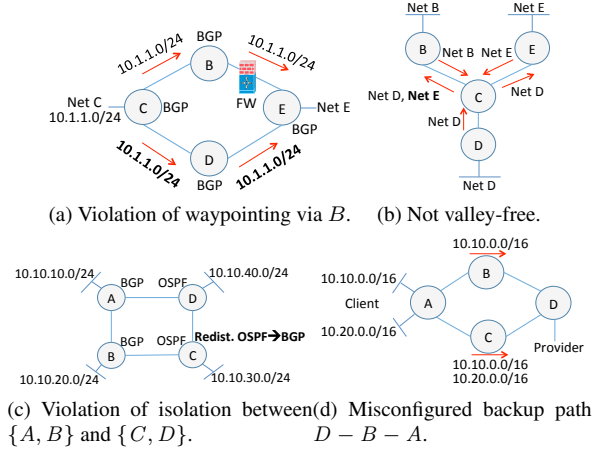 BGP
10.1.1.0/24
10.1.1.0/24
B
FW
Net C
10.1.1.0/24
C
BGP
E
Net E
BGP
10.1.1.0/24
D
10.1.1.0/24
BGP
(a) Violation of waypointing via B.
Net B
Net E
B
Net B
Net E
E
Net D, Net E
C
Net D
Net D
D
Net D
(b) Not valley-free.
10.10.10.0/24
BGP
OSPF
10.10.40.0/24
A
D
BGP
OSPF
Redist. OSPF→BGP
B
C
10.10.20.0/24
10.10.30.0/24
(c) Violation of isolation between
{A, B} and {C, D}.
10.10.0.0/16
10.10.0.0/16
B
Client
A
D
10.20.0.0/16
C
Provider
10.10.0.0/16
10.20.0.0/16
(d) Misconfigured backup path
D − B − A.